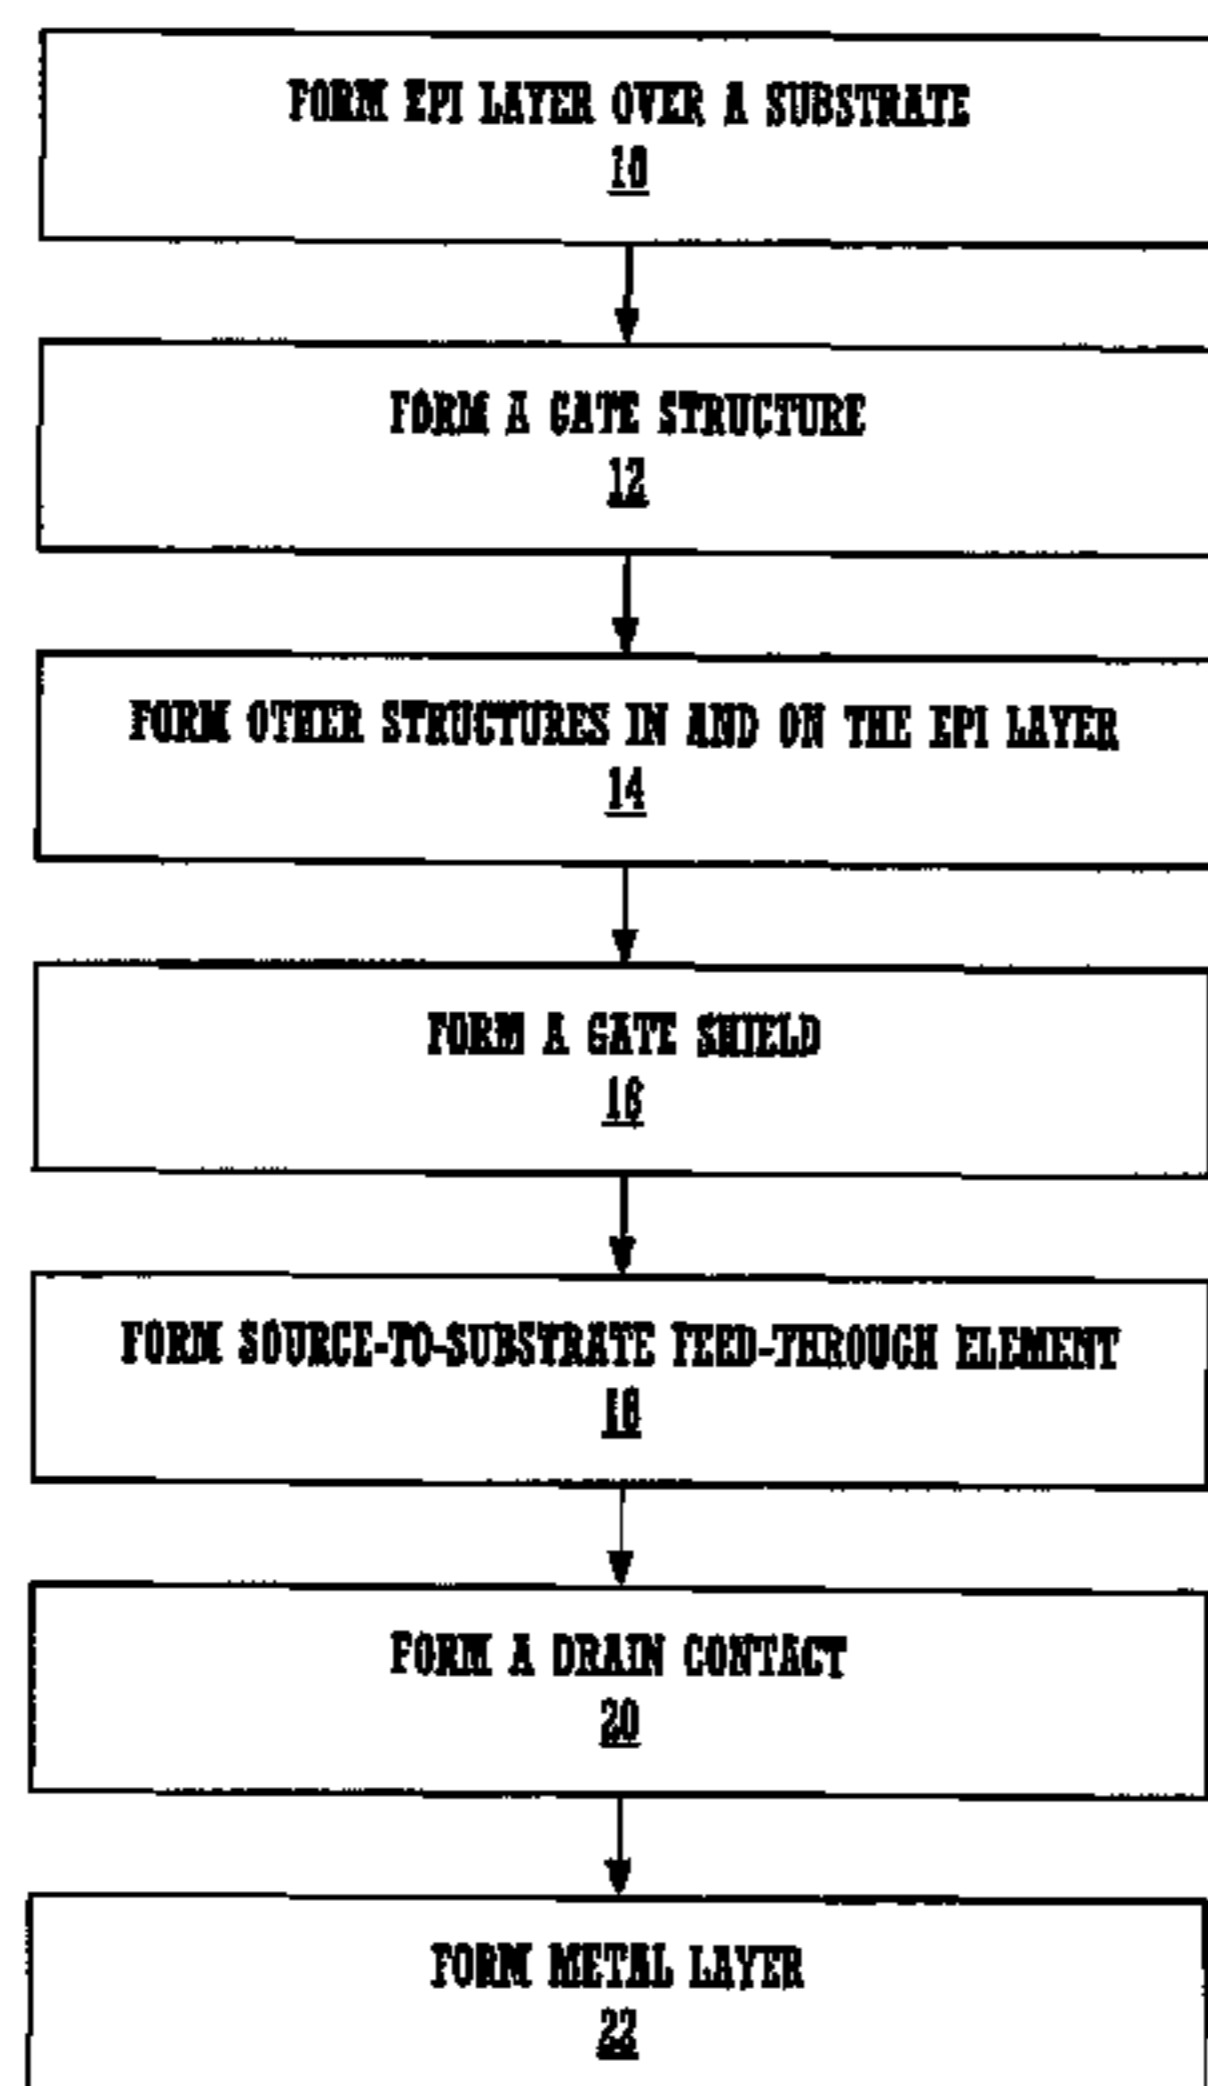 FORM EPI LAYER OVER A SUBSTRATE
10
FORM A GATE STRUCTURE
12
FORM OTHER STRUCTURES IN AND ON THE EPI LAYER
14
FORM A GATE SHIELD
16
FORM SOURCE-TO-SUBSTRATE FEED-THROUGH ELEMENT
18
FORM A DRAIN CONTACT
20
FORM METAL LAYER
22